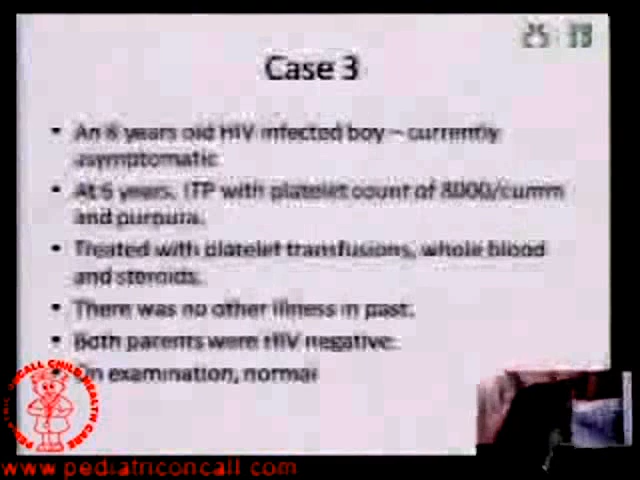 25 : 33
Case 3
• An 8 years old HIV infected boy – currently
asymptomatic
• At 6 years, ITP with platelet count of 8000/cumm
and purpura.
• Treated with platelet transfusions, whole blood
and steroids.
• There was no other illness in past.
• Both parents were HIV negative.
• On examination, normal
www.pediatriconcall.com